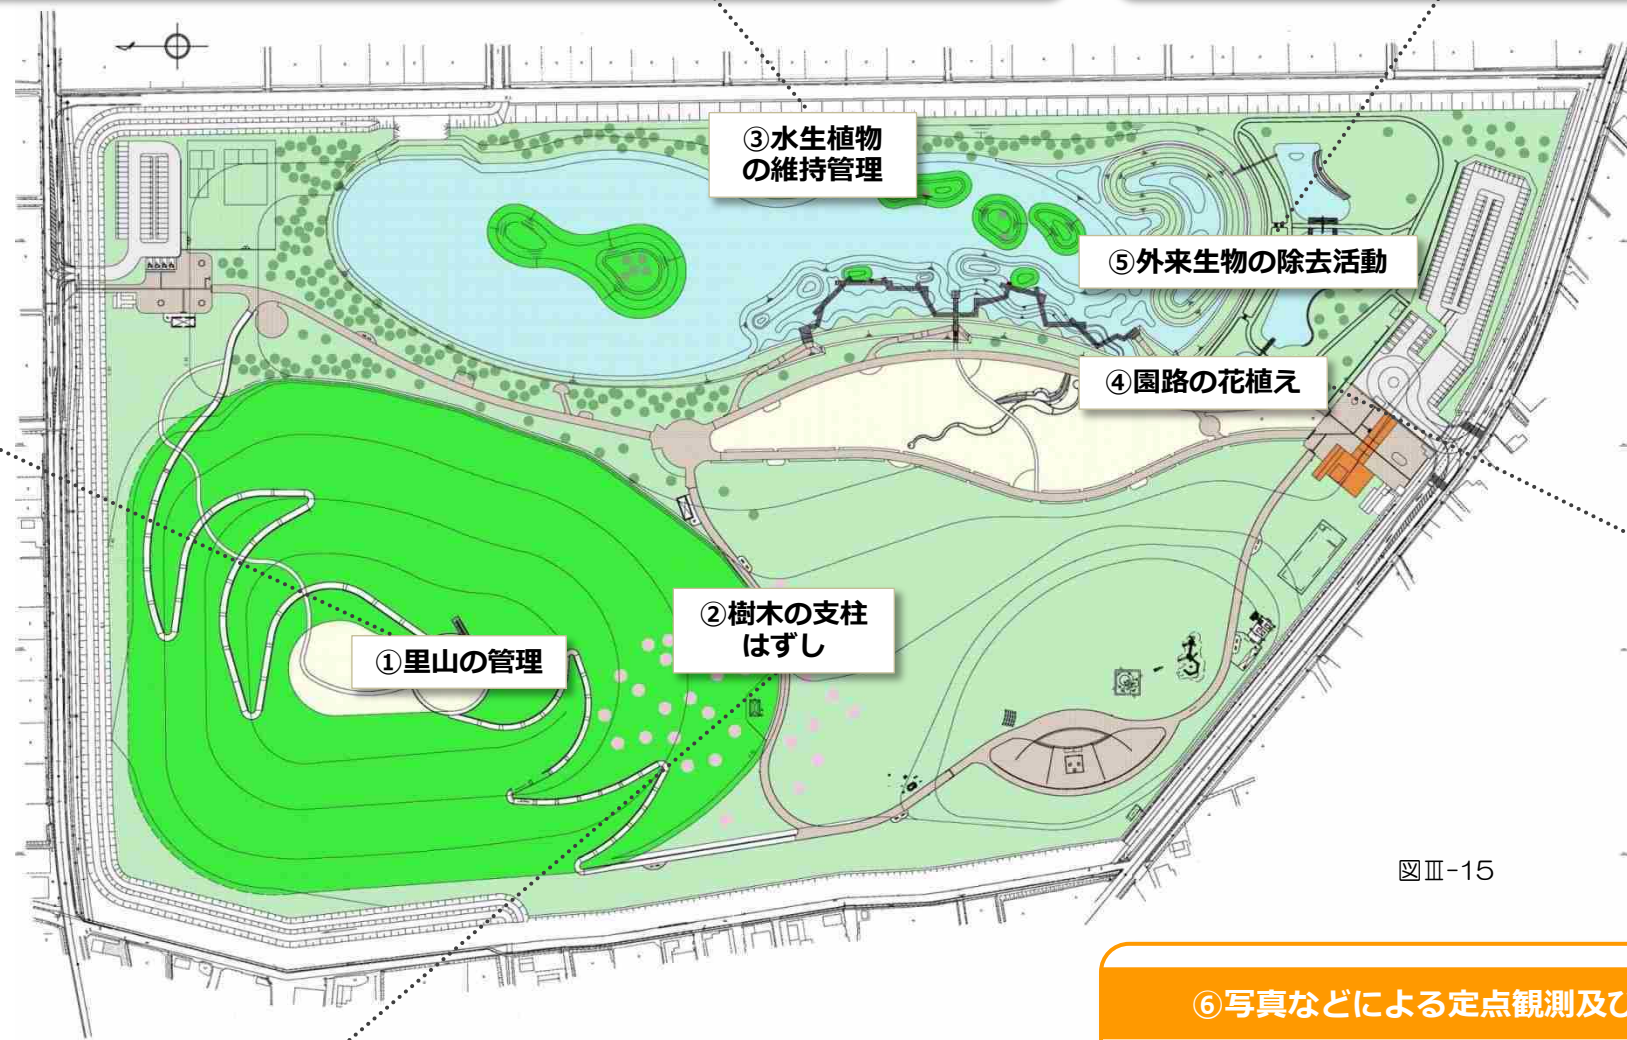 ③水生植物
の維持管理
⑤外来生物の除去活動
④園路の花植え
②樹木の支柱
はずし
①里山の管理
図Ⅲ-15
⑥写真などによる定点観測及び